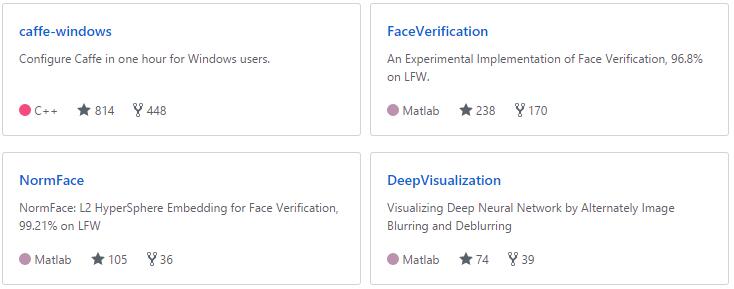 caffe-windows
Configure Caffe in one hour for Windows users.
C++ 814 448
FaceVerification
An Experimental Implementation of Face Verification, 96.8%
on LFW.
Matlab 238 170
NormFace
NormFace: L2 HyperSphere Embedding for Face Verification,
99.21% on LFW
Matlab 105 36
DeepVisualization
Visualizing Deep Neural Network by Alternately Image
Blurring and Deblurring
Matlab 74 39